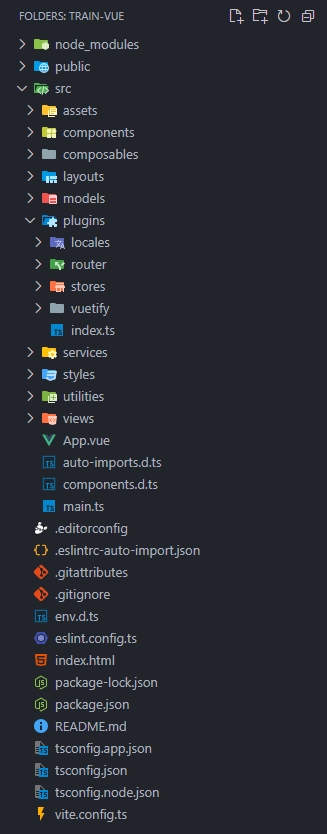 FOLDERS: TRAIN-VUE
node_modules
public
src
assets
components
composables
layouts
models
plugins
locales
router
stores
vuetify
index.ts
services
styles
utilities
views
App.vue
auto-imports.d.ts
components.d.ts
main.ts
.editorconfig
.eslintrc-auto-import.json
.gitattributes
.gitignore
env.d.ts
eslint.config.ts
index.html
package-lock.json
package.json
README.md
tsconfig.app.json
tsconfig.json
tsconfig.node.json
vite.config.ts